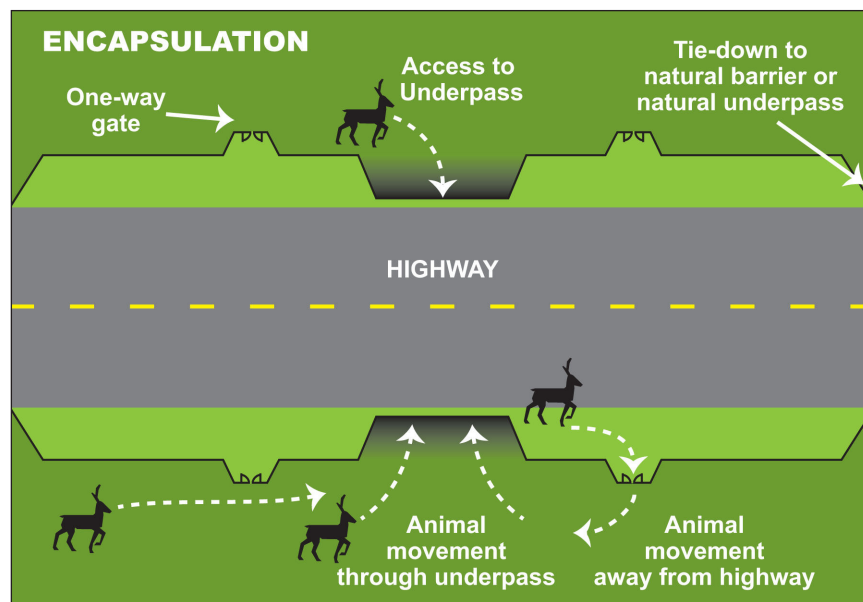 ENCAPSULATION
One-way
gate
Access to
Underpass
Tie-down to
natural barrier or
natural underpass
HIGHWAY
Animal
movement
through underpass
Animal
movement
away from highway